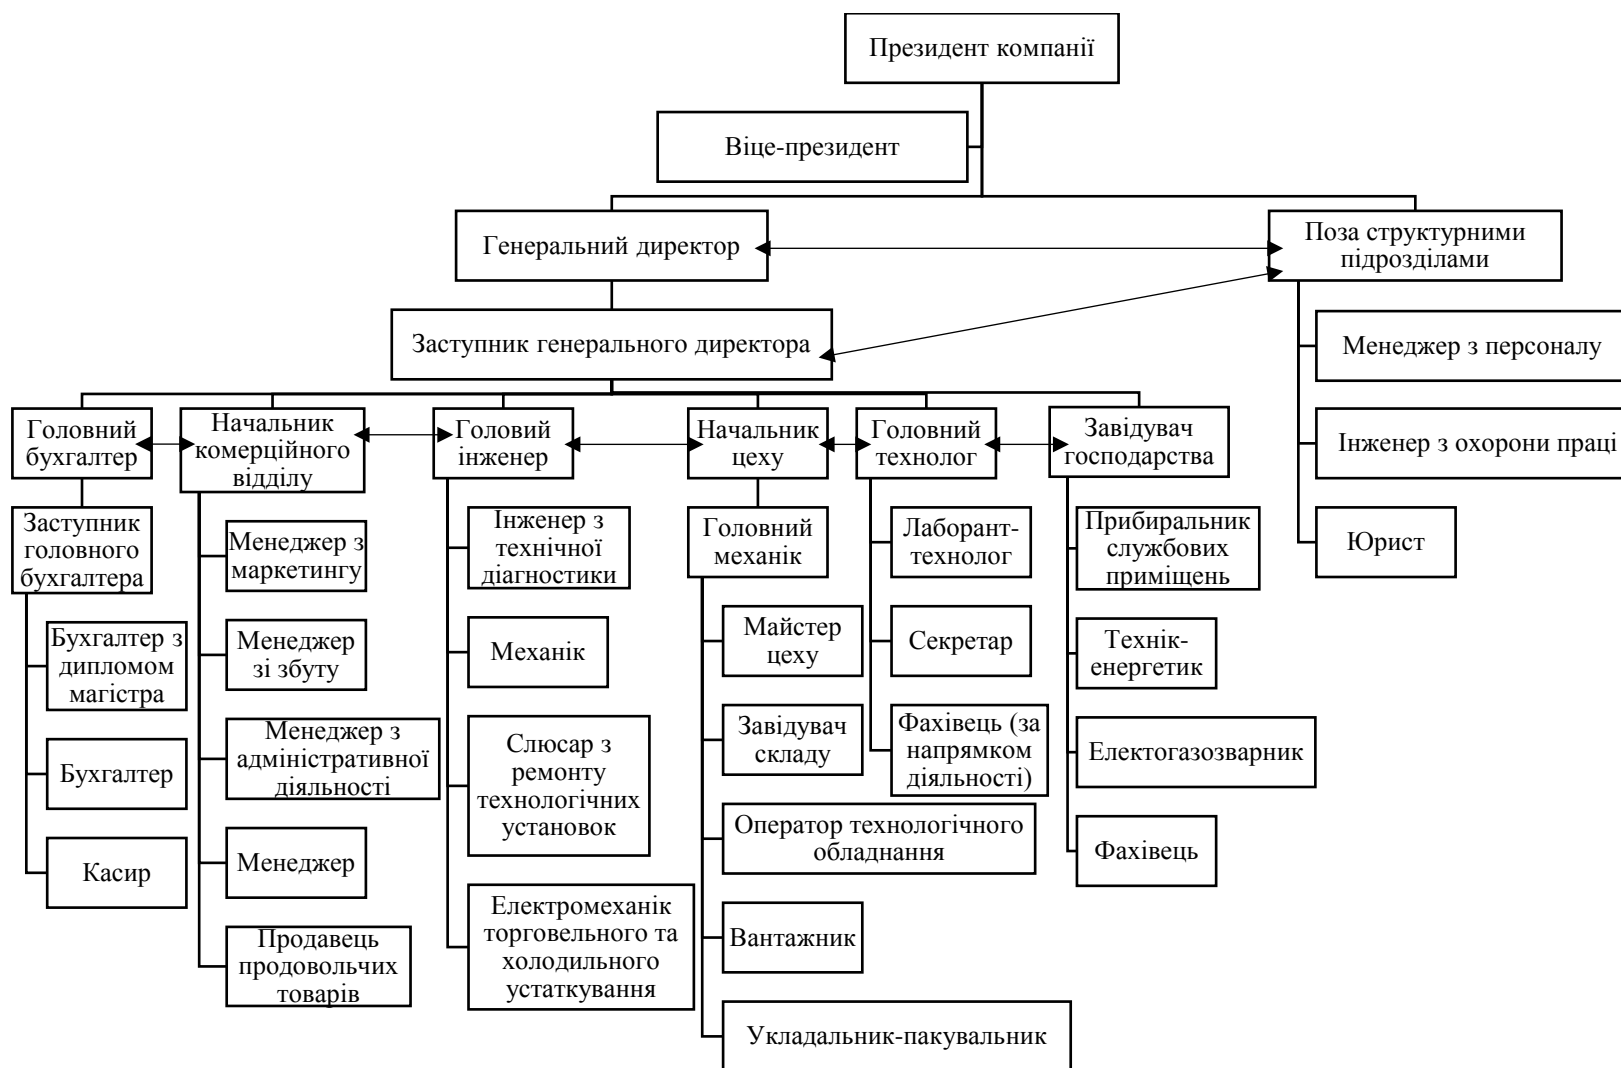 Президент компанії
Віце-президент
Генеральний директор
Поза структурними
підрозділами
Заступник генерального директора
Менеджер з персоналу
Інженер з охорони праці
Юрист
Головний
бухгалтер
Начальник
комерційного
відділу
Головий
інженер
Начальник
цеху
Головний
технолог
Завідувач
господарства
Заступник
головного
бухгалтера
Бухгалтер з
дипломом
магістра
Бухгалтер
Касир
Менеджер з
маркетингу
Менеджер
зі збуту
Менеджер з
адміністративної
діяльності
Менеджер
Продавець
продовольчих
товарів
Інженер з
технічної
діагностики
Механік
Слюсар з
ремонту
технологічних
установок
Електромеханік
торговельного та
холодильного
устаткування
Головний
механік
Майстер
цеху
Завідувач
складу
Оператор технологічного
обладнання
Вантажник
Укладальник-пакувальник
Лаборант-
технолог
Секретар
Фахівець (за
напрямком
діяльності)
Прибиральник
службових
приміщень
Технік-
енергетик
Електогазозварник
Фахівець